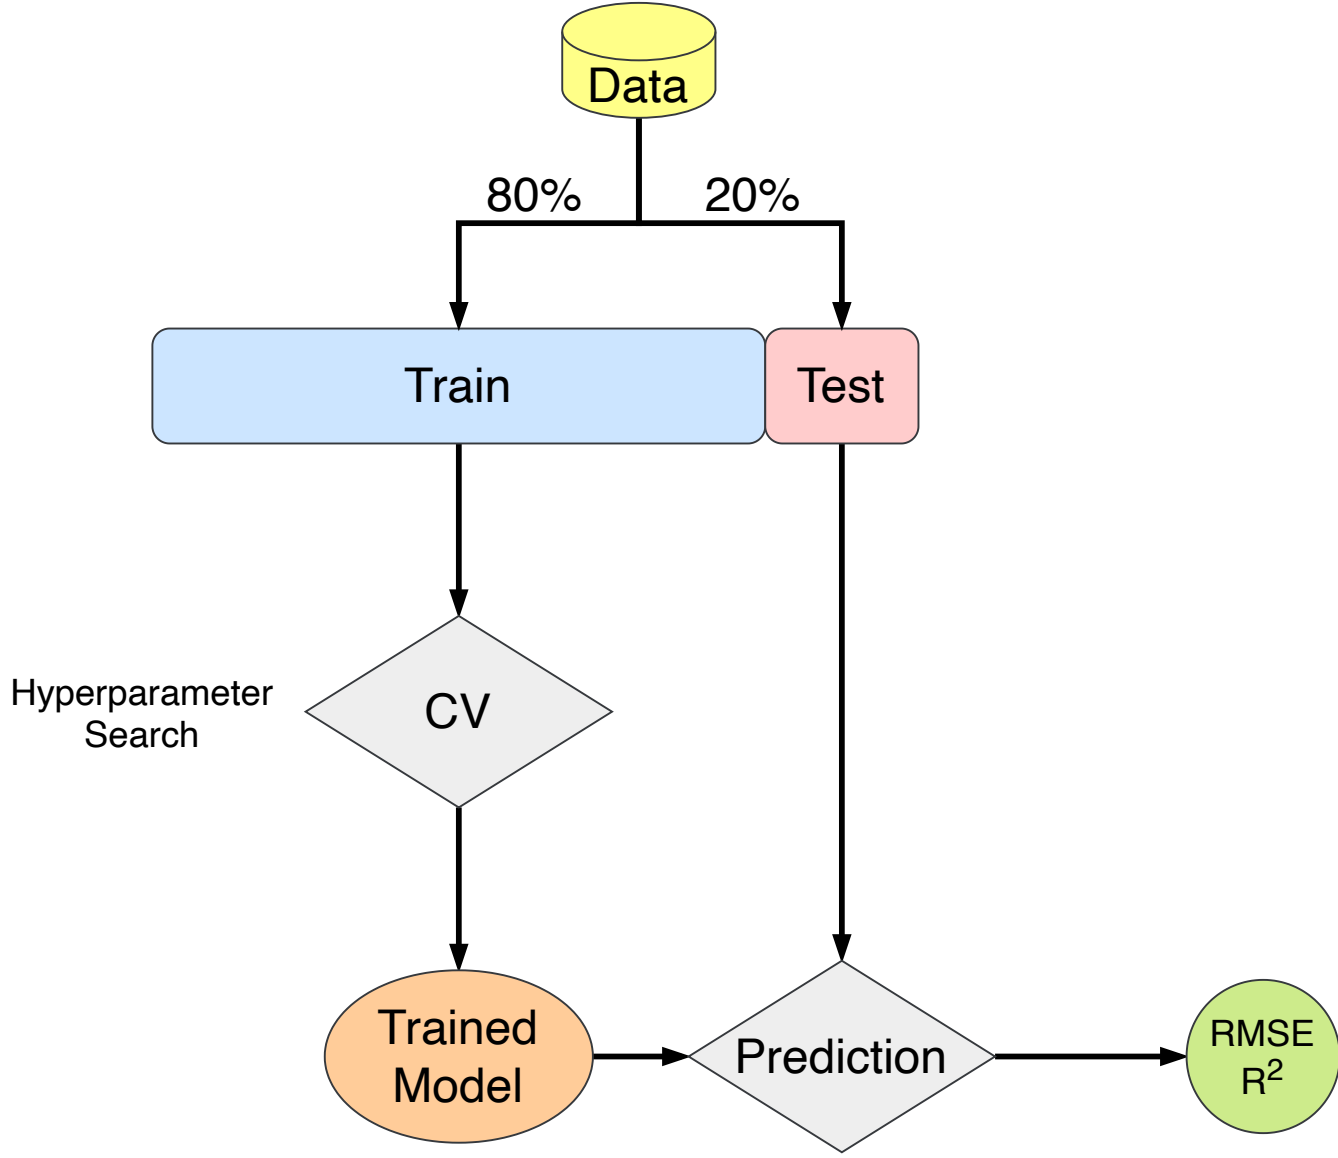 Data
80%
20%
Train
Test
Hyperparameter
Search
CV
Trained
Model
Prediction
RMSE
R²